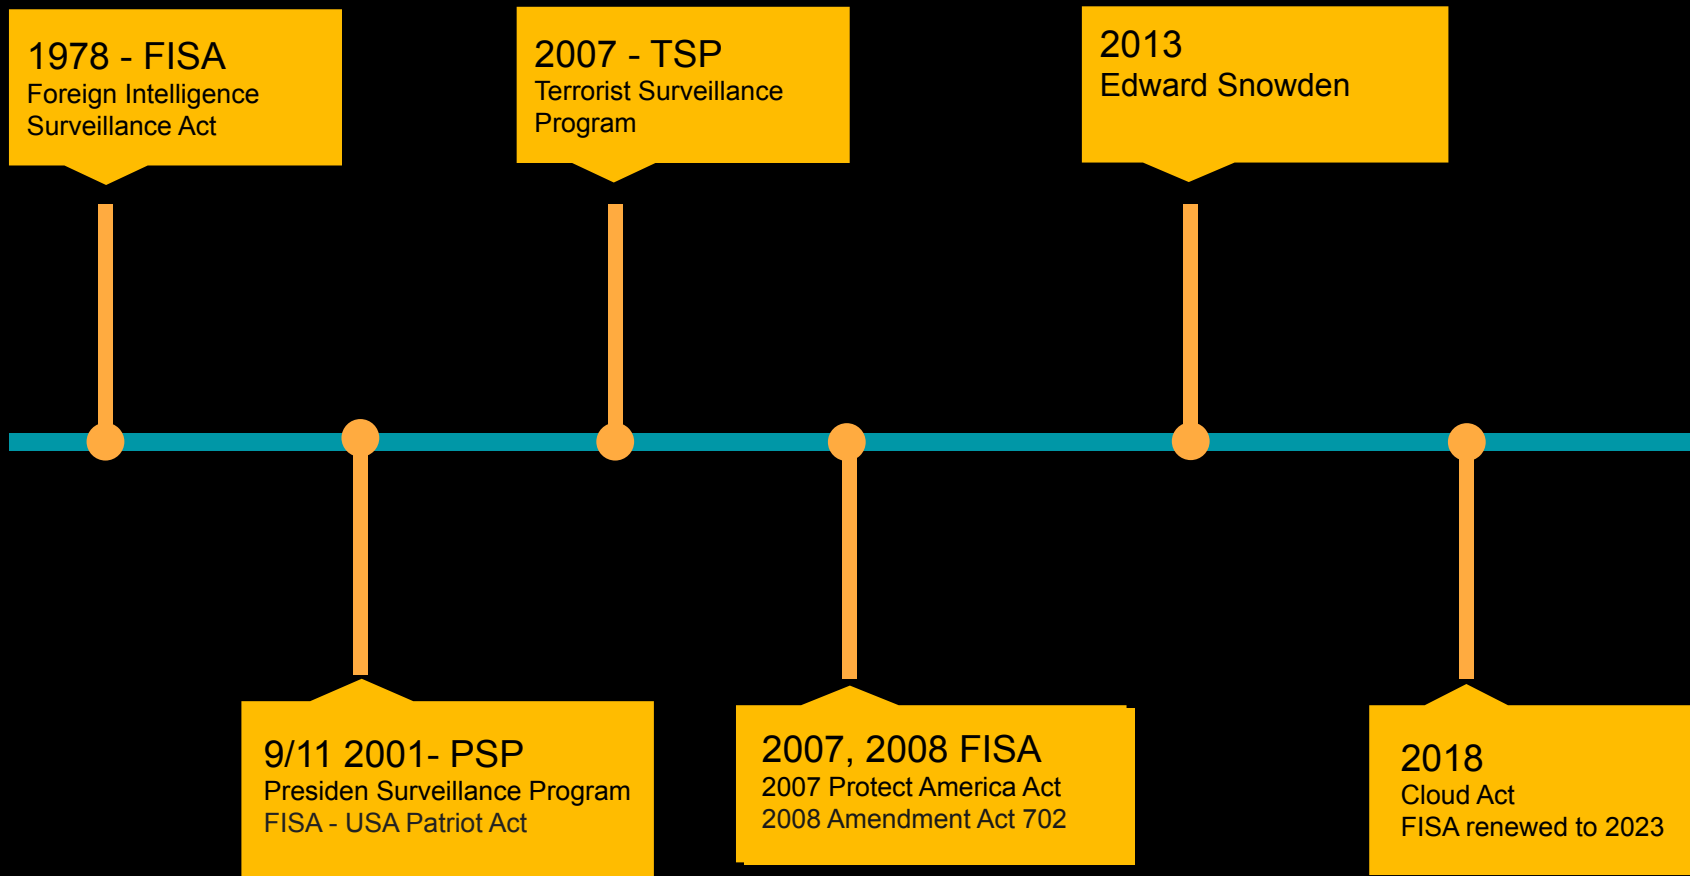 1978 - FISA
Foreign Intelligence
Surveillance Act
2007 - TSP
Terrorist Surveillance
Program
2013
Edward Snowden
9/11 2001- PSP
Presiden Surveillance Program
FISA - USA Patriot Act
2007, 2008 FISA
2007 Protect America Act
2008 Amendment Act 702
2018
Cloud Act
FISA renewed to 2023